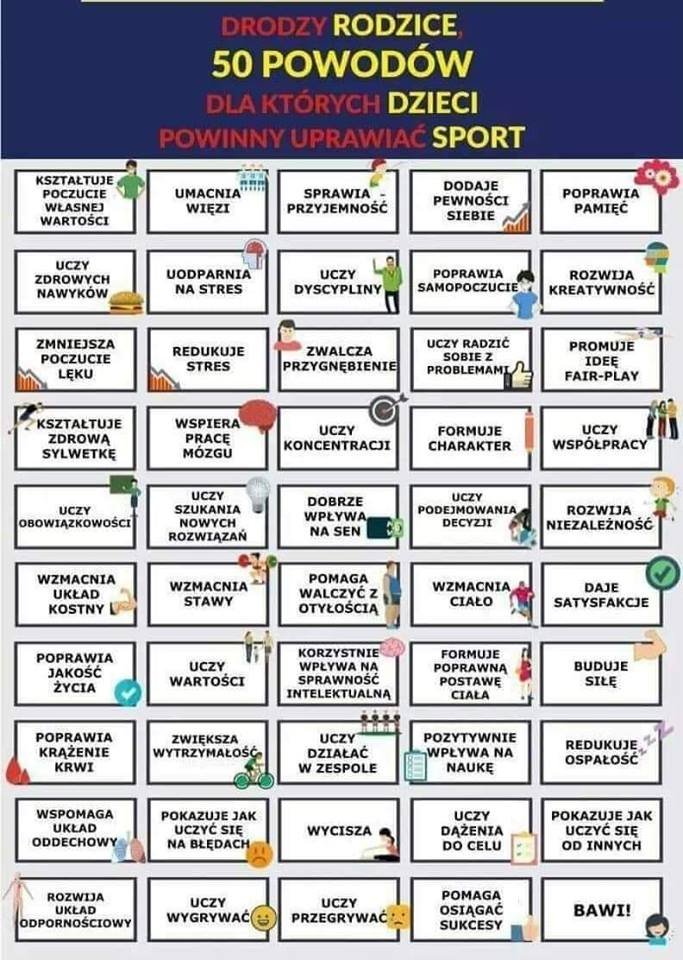 DRODZY RODZICE,
50 POWODÓW
DLA KTÓRYCH DZIECI
POWINNY UPRAWIAĆ SPORT
KSZTAŁTUJE
POCZUCIE
WŁASNEJ
WARTOŚCI
UMACNIA
WIĘZI
SPRAWIA
PRZYJEMNOŚĆ
DODAJE
PEWNOŚCI
SIEBIE
POPRAWIA
PAMIĘĆ
UCZY
ZDROWYCH
NAWYKÓW
UODPARNIA
NA STRES
UCZY
DYSCYPLINY
POPRAWIA
SAMOPOCZUCIE
ROZWIJA
KREATYWNOŚĆ
ZMNIEJSZA
POCZUCIE
LĘKU
REDUKUJE
STRES
ZWALCZA
PRZYGNĘBIENIE
UCZY RADZIĆ
SOBIE Z
PROBLEMAMI
PROMUJE
IDEĘ
FAIR-PLAY
KSZTAŁTUJE
ZDROWĄ
SYLWETKĘ
WSPIERA
PRACĘ
MÓZGU
UCZY
KONCENTRACJI
FORMUJE
CHARAKTER
UCZY
WSPÓŁPRACY
UCZY
OBOWIĄZKOWOŚCI
UCZY
SZUKANIA
NOWYCH
ROZWIĄZAŃ
DOBRZE
WPŁYWA
NA SEN
UCZY
PODEJMOWANIA
DECYZJI
ROZWIJA
NIEZALEŻNOŚĆ
WZMACNIA
UKŁAD
KOSTNY
WZMACNIA
STAWY
POMAGA
WALCZYĆ Z
OTYŁOŚCIĄ
WZMACNIA
CIAŁO
DAJE
SATYSFAKCJE
POPRAWIA
JAKOŚĆ
ŻYCIA
UCZY
WARTOŚCI
KORZYSTNIE
WPŁYWA NA
SPRAWNOŚĆ
INTELEKTUALNĄ
FORMUJE
POPRAWNĄ
POSTAWĘ
CIAŁA
BUDUJE
SIŁĘ
POPRAWIA
KRĄŻENIE
KRWI
ZWIĘKSZA
WYTRZYMAŁOŚĆ
UCZY
DZIAŁAĆ
W ZESPOLE
POZYTYWNIE
WPŁYWA NA
NAUKĘ
REDUKUJE
OSPAŁOŚĆ
WSPOMAGA
UKŁAD
ODDECHOWY
POKAZUJE JAK
UCZYĆ SIĘ
NA BŁĘDACH
WYCISZA
UCZY
DĄŻENIA
DO CELU
POKAZUJE JAK
UCZYĆ SIĘ
OD INNYCH
ROZWIJA
UKŁAD
ODPORNOŚCIOWY
UCZY
WYGRYWAĆ
UCZY
PRZEGRYWAĆ
POMAGA
OSIĄGAĆ
SUKCESY
BAWI!